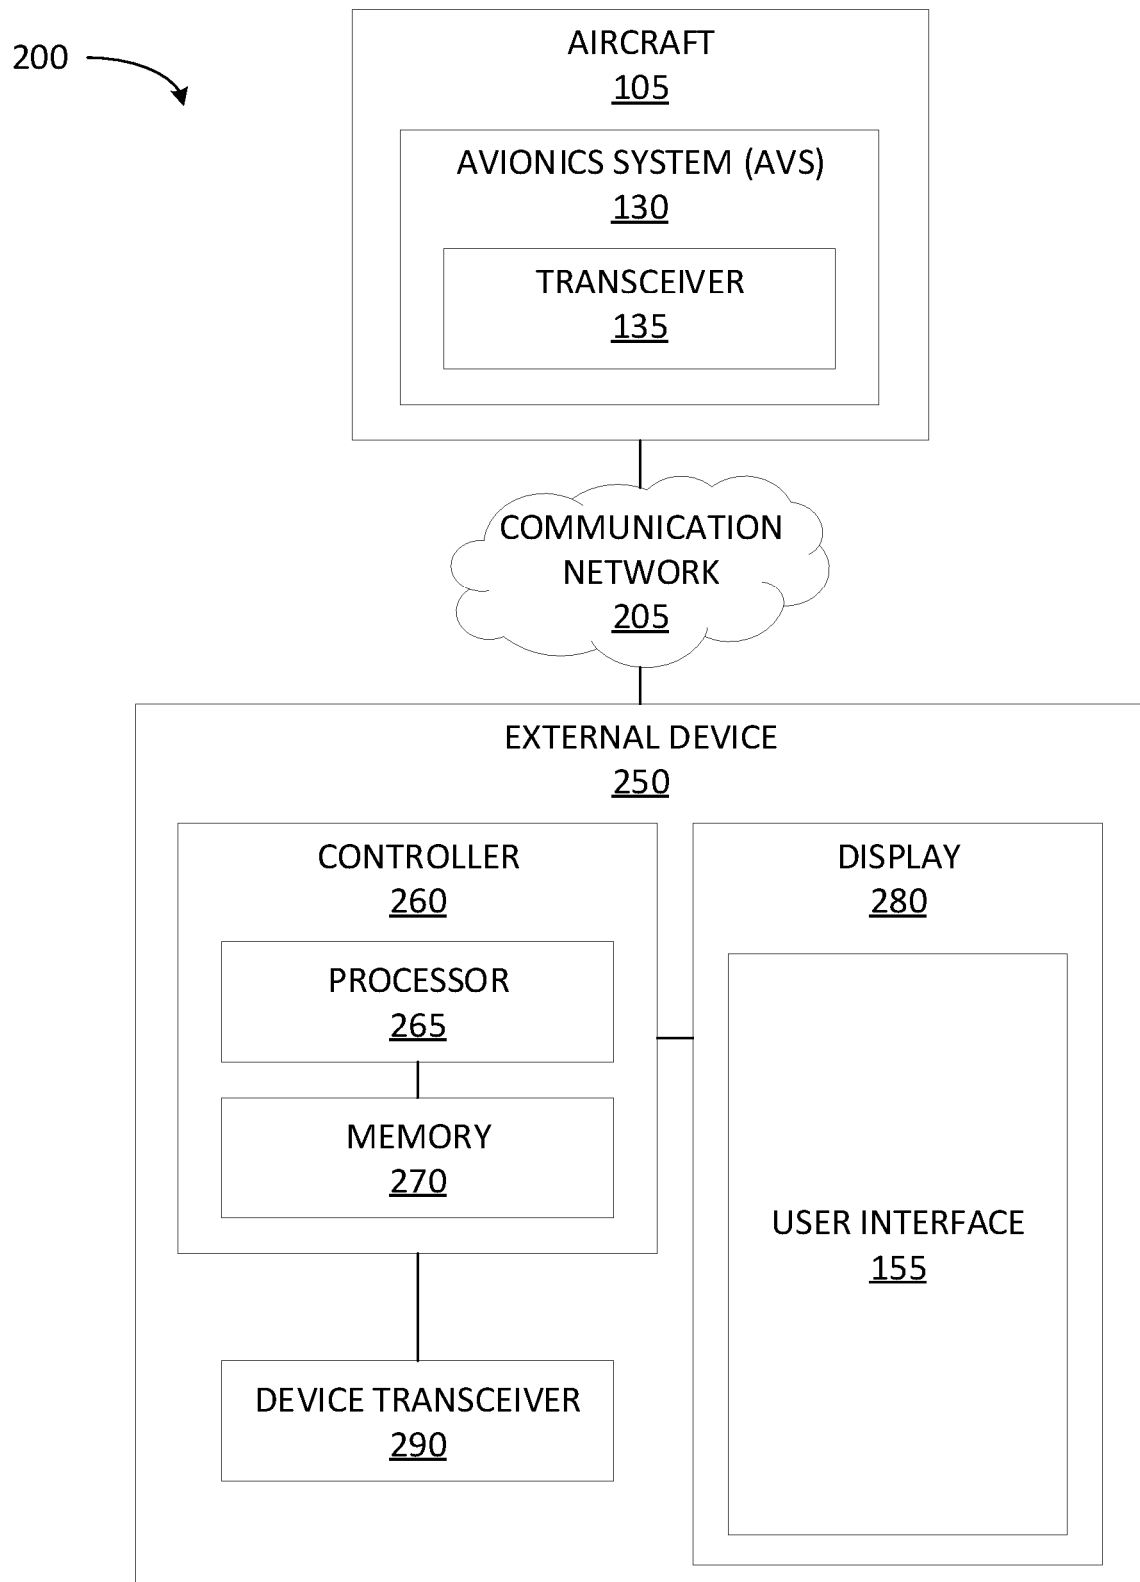 200
AIRCRAFT
105
AVIONICS SYSTEM (AVS)
130
TRANSCEIVER
135
COMMUNICATION
NETWORK
205
EXTERNAL DEVICE
250
CONTROLLER
260
PROCESSOR
265
MEMORY
270
DEVICE TRANSCEIVER
290
DISPLAY
280
USER INTERFACE
155